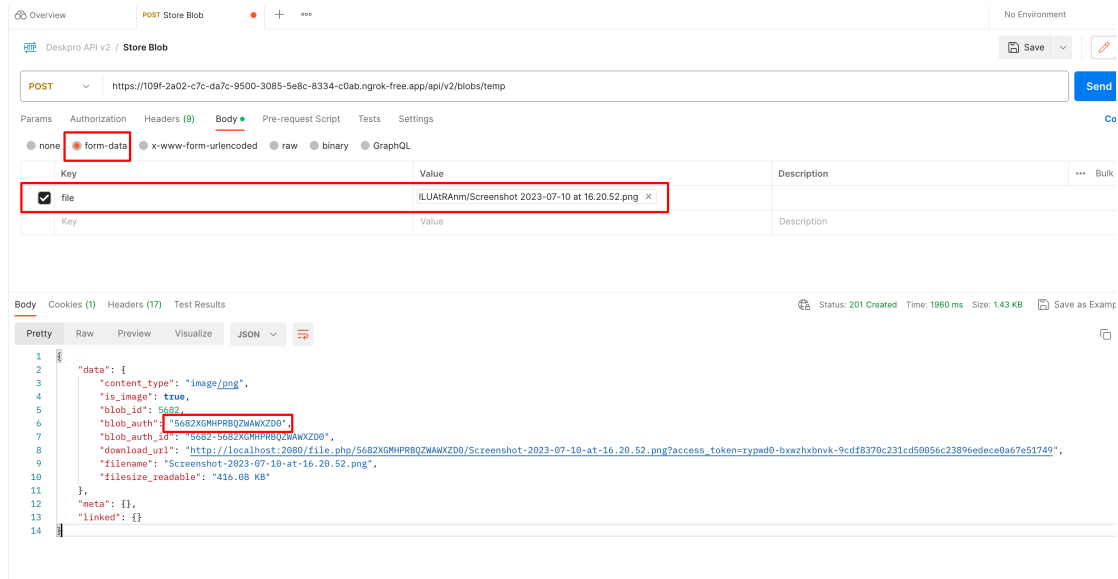 Overview POST Store Blob No Environment
HTTP Deskpro API v2 / Store Blob Save
POST https://109f-2a02-c7c-da7c-9500-3085-5e8c-8334-c0ab.ngrok-free.app/api/v2/blobs/temp Send
Params Authorization Headers (9) Body Pre-request Script Tests Settings Co
none form-data x-www-form-urlencoded raw binary GraphQL
Key Value Description Bulk
file lLUAtRAnm/Screenshot 2023-07-10 at 16.20.52.png
Key Value Description
Body Cookies (1) Headers (17) Test Results Status: 201 Created Time: 1960 ms Size: 1.43 KB Save as Examp
Pretty Raw Preview Visualize JSON
1 {
2 "data": {
3 "content_type": "image/png",
4 "is_image": true,
5 "blob_id": 5682,
6 "blob_auth": "5682XGMHPRBQZWAWXZD0",
7 "blob_auth_id": "5682-5682XGMHPRBQZWAWXZD0",
8 "download_url": "http://localhost:2080/file.php/5682XGMHPRBQZWAWXZD0/Screenshot-2023-07-10-at-16.20.52.png?access_token=rypwd0-bxwzhxbnvk-9cdf8370c231cd50056c23896edece0a67e51749",
9 "filename": "Screenshot-2023-07-10-at-16.20.52.png",
10 "filesize_readable": "416.08 KB"
11 },
12 "meta": {},
13 "linked": {}
14 }